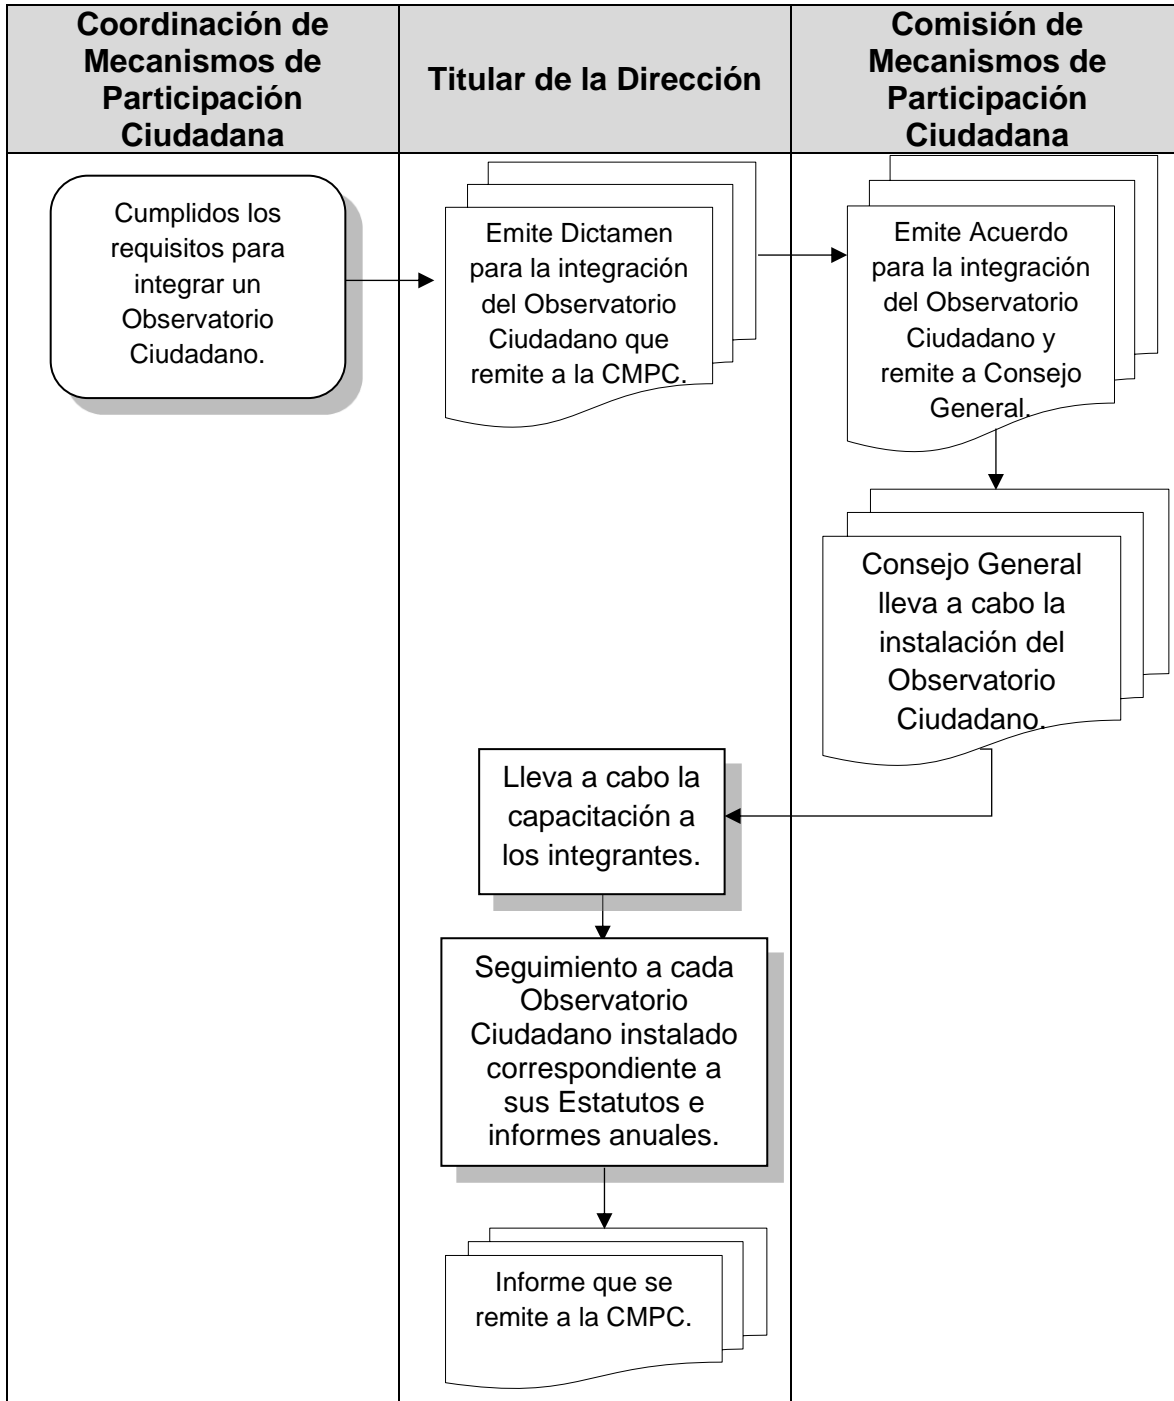 Coordinación de
Mecanismos de
Participación
Ciudadana
Titular de la Dirección
Comisión de
Mecanismos de
Participación
Ciudadana
Cumplidos los
requisitos para
integrar un
Observatorio
Ciudadano.
Emite Dictamen
para la integración
del Observatorio
Ciudadano que
remite a la CMPC.
Emite Acuerdo
para la integración
del Observatorio
Ciudadano y
remite a Consejo
General.
Consejo General
lleva a cabo la
instalación del
Observatorio
Ciudadano.
Lleva a cabo la
capacitación a
los integrantes.
Seguimiento a cada
Observatorio
Ciudadano instalado
correspondiente a
sus Estatutos e
informes anuales.
Informe que se
remite a la CMPC.